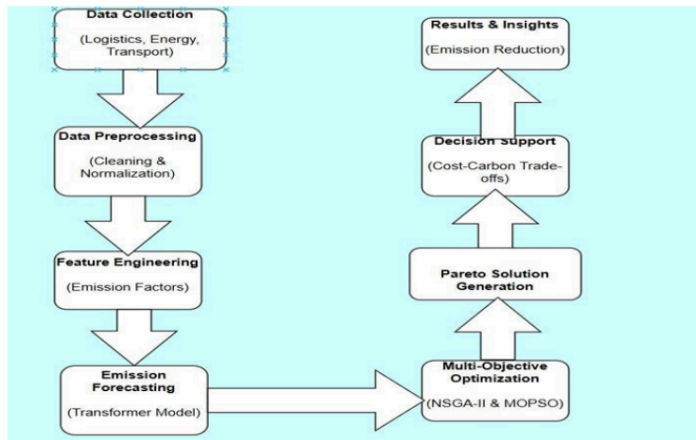 Data Collection
(Logistics, Energy,
Transport)
Data Preprocessing
(Cleaning &
Normalization)
Feature Engineering
(Emission Factors)
Emission
Forecasting
(Transformer Model)
Multi-Objective
Optimization
(NSGA-II & MOPSO)
Pareto Solution
Generation
Decision Support
(Cost-Carbon Trade-
offs)
Results & Insights
(Emission Reduction)